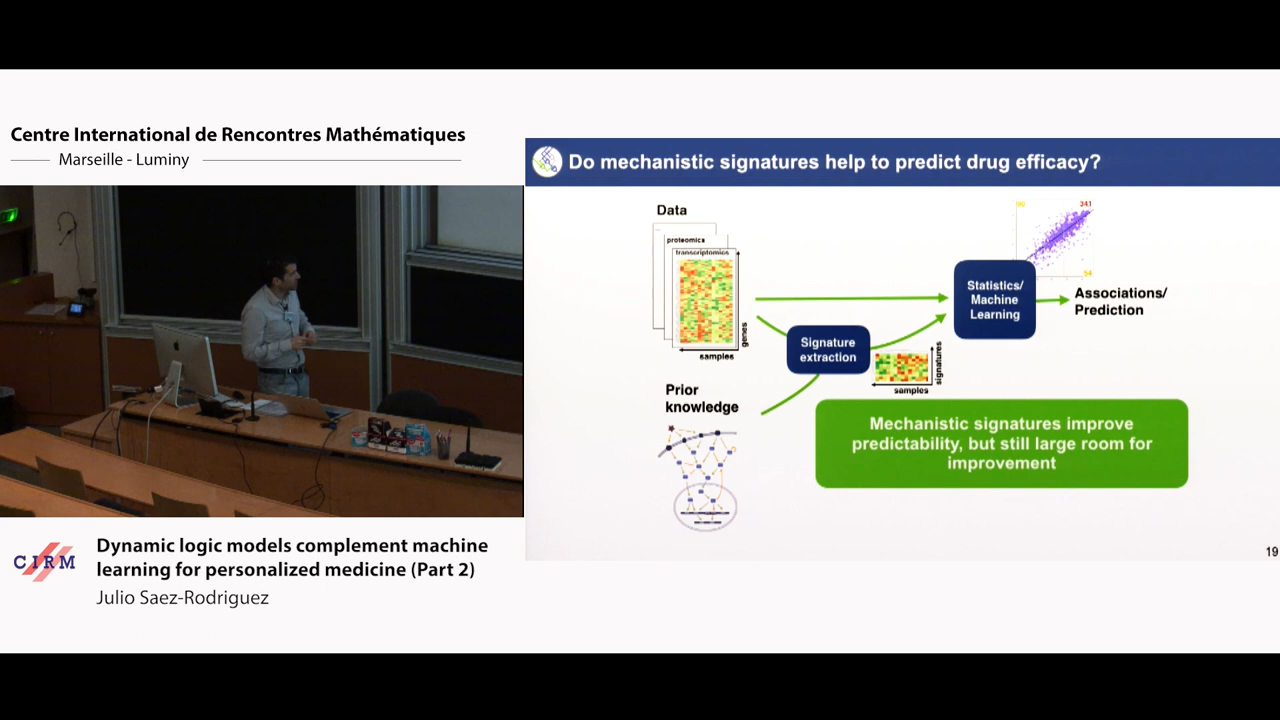 Centre International de Rencontres Mathématiques
Marseille - Luminy
Do mechanistic signatures help to predict drug efficacy?
Data
proteomics
transcriptomics
genes
samples
Prior
knowledge
Signature
extraction
signatures
samples
Statistics/
Machine
Learning
341
94
Associations/
Prediction
Mechanistic signatures improve
predictability, but still large room for
improvement
19
CIRM
Dynamic logic models complement machine
learning for personalized medicine (Part 2)
Julio Saez-Rodriguez